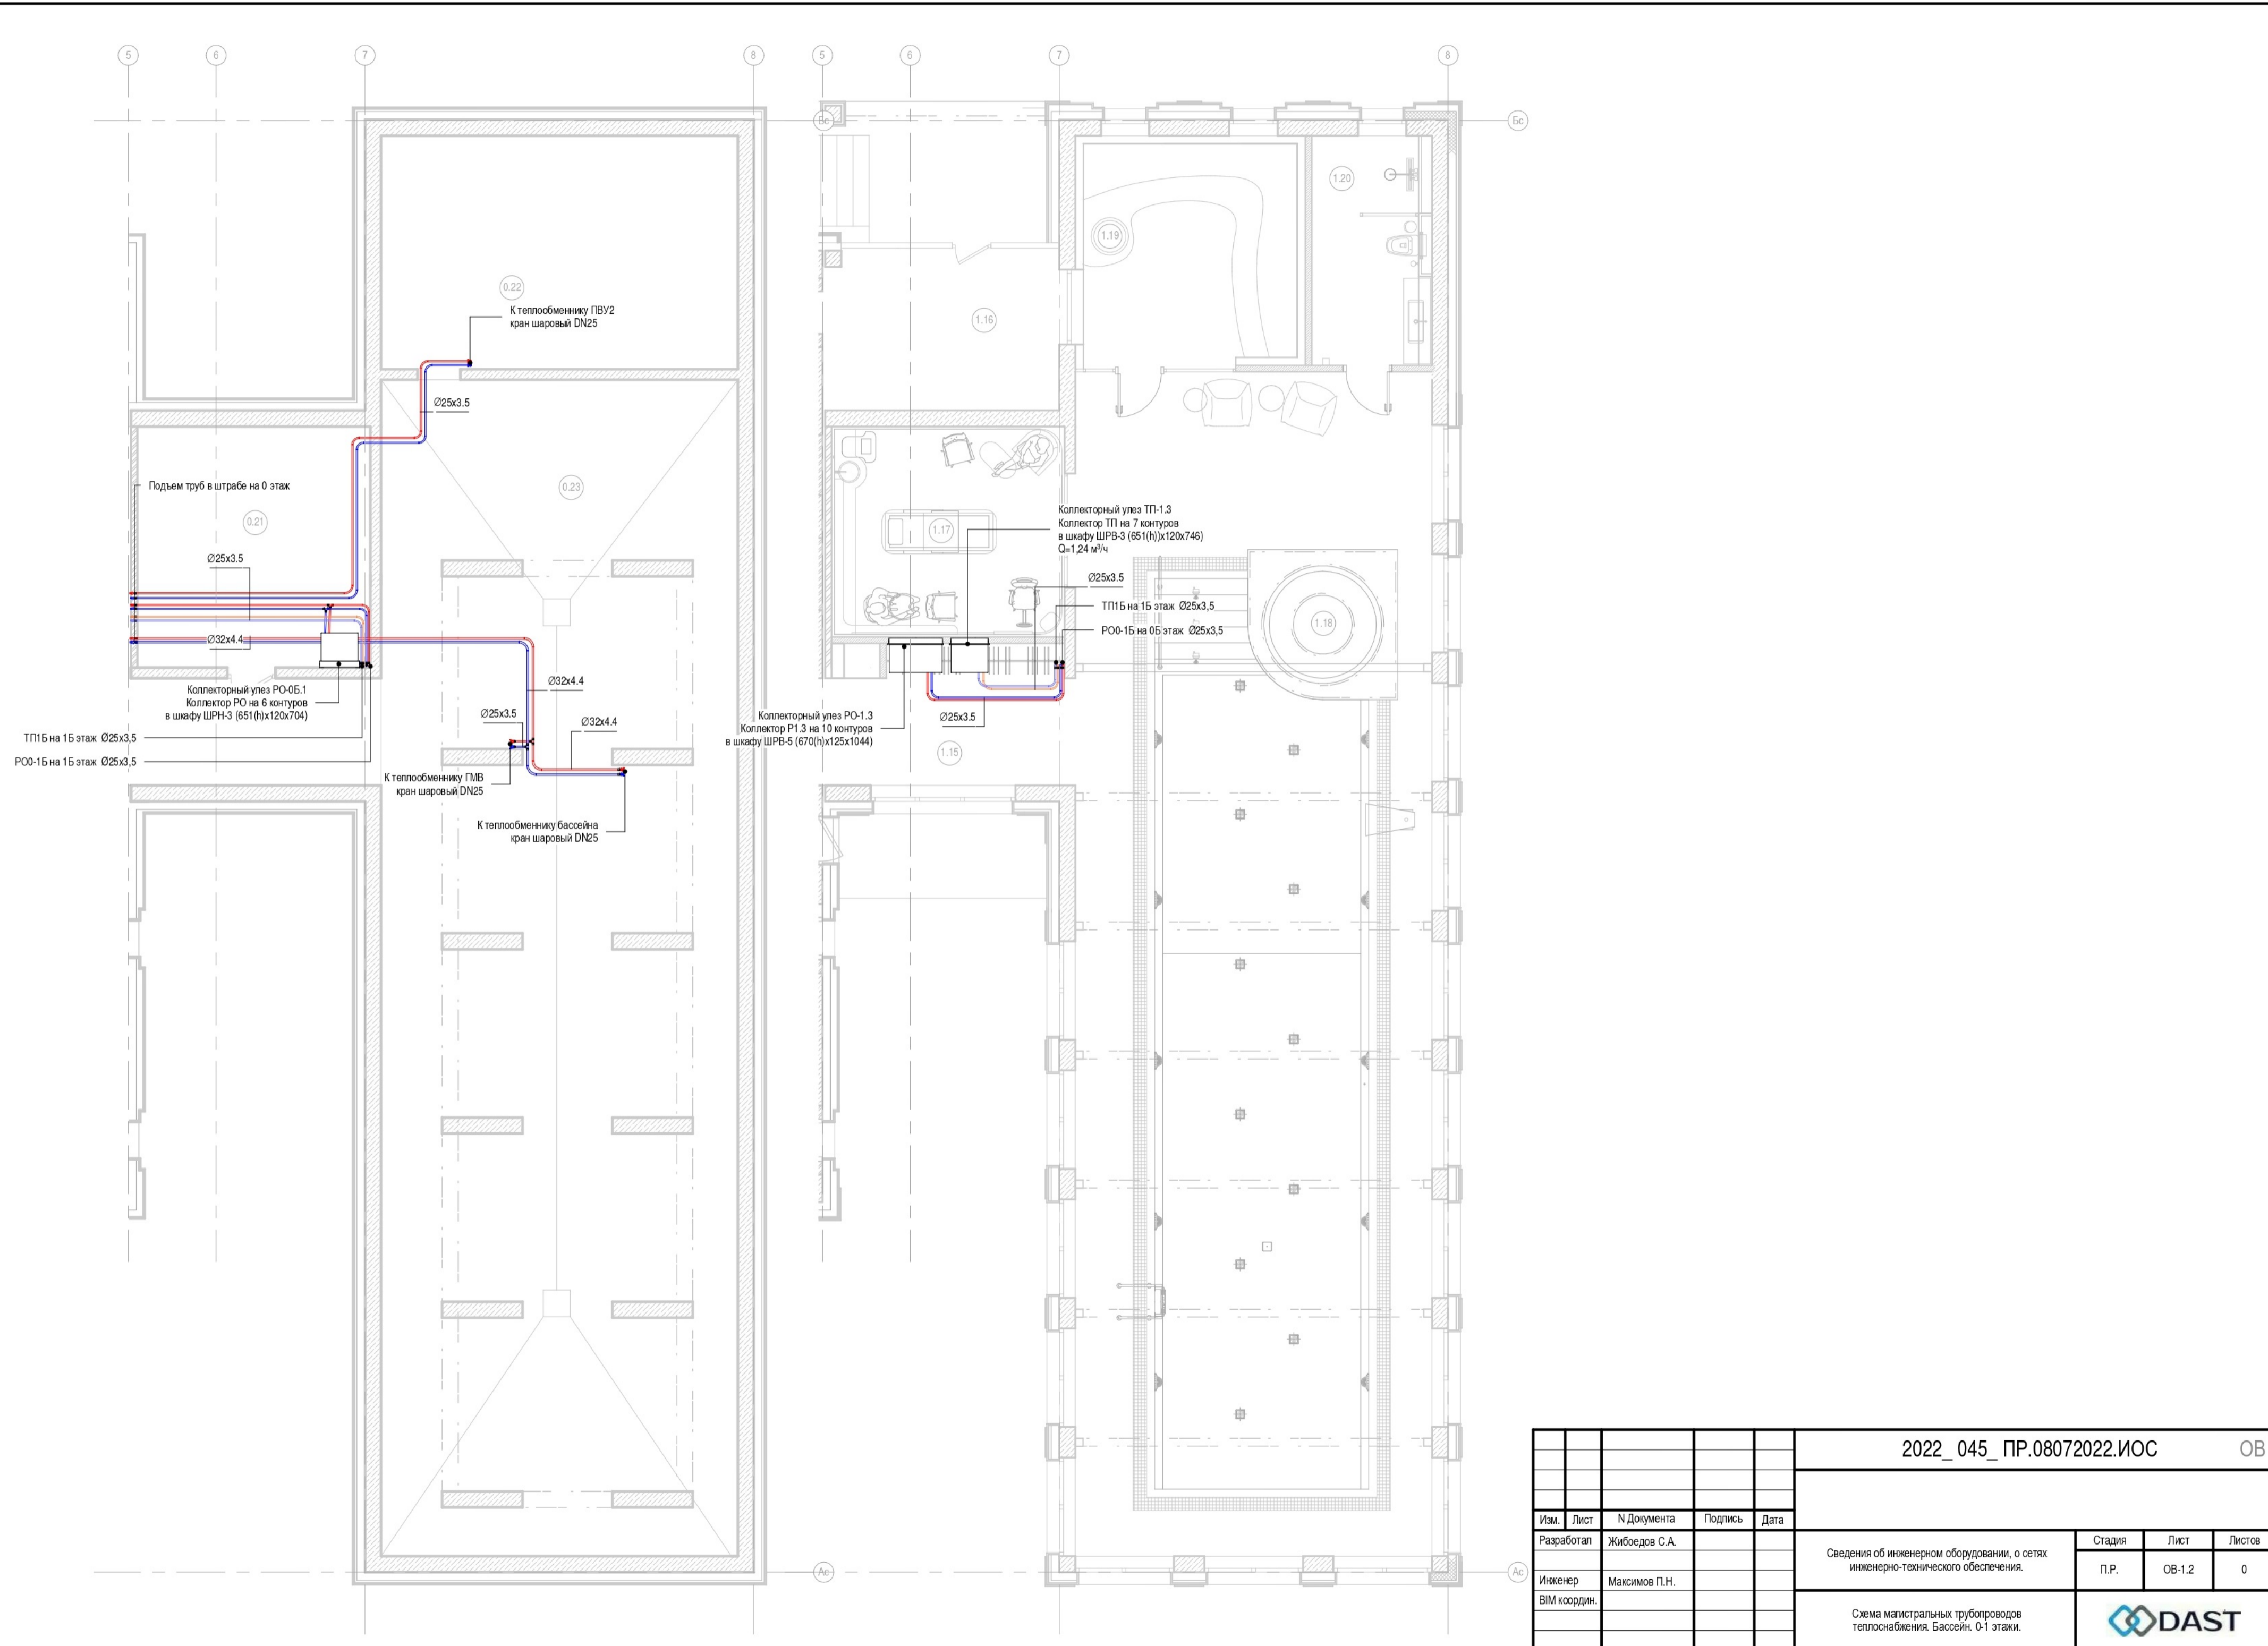 5
6
7
8
5
6
7
8
Бс
Бс
0.22
К теплообменнику ПВУ2
кран шаровый DN25
Ø25x3.5
Подъем труб в штрабе на 0 этаж
0.21
0.23
Ø25x3.5
Ø32x4.4
Коллекторный улез РО-0Б.1
Коллектор РО на 6 контуров
в шкафу ШРН-3 (651(h)x120x704)
ТП1Б на 1Б этаж Ø25x3,5
РО0-1Б на 1Б этаж Ø25x3,5
Ø32x4.4
Ø25x3.5
Ø32x4.4
К теплообменнику ГМВ
кран шаровый DN25
К теплообменнику бассейна
кран шаровый DN25
1.20
1.19
1.16
1.17
Коллекторный улез ТП-1.3
Коллектор ТП на 7 контуров
в шкафу ШРВ-3 (651(h))x120x746)
Q=1,24 м³/ч
Ø25x3.5
ТП1Б на 1Б этаж Ø25x3,5
РО0-1Б на 0Б этаж Ø25x3,5
1.18
Коллекторный улез РО-1.3
Коллектор Р1.3 на 10 контуров
в шкафу ШРВ-5 (670(h)x125x1044)
Ø25x3.5
1.15
Ас
Ас
2022_ 045_ ПР.08072022.ИОС ОВ
Изм. Лист N Документа Подпись Дата
Разработал Жибоедов С.А.
Инженер Максимов П.Н.
BIM координ.
Сведения об инженерном оборудовании, о сетях
инженерно-технического обеспечения.
Стадия Лист Листов
П.Р. ОВ-1.2 0
Схема магистральных трубопроводов
теплоснабжения. Бассейн. 0-1 этажи.
DAST